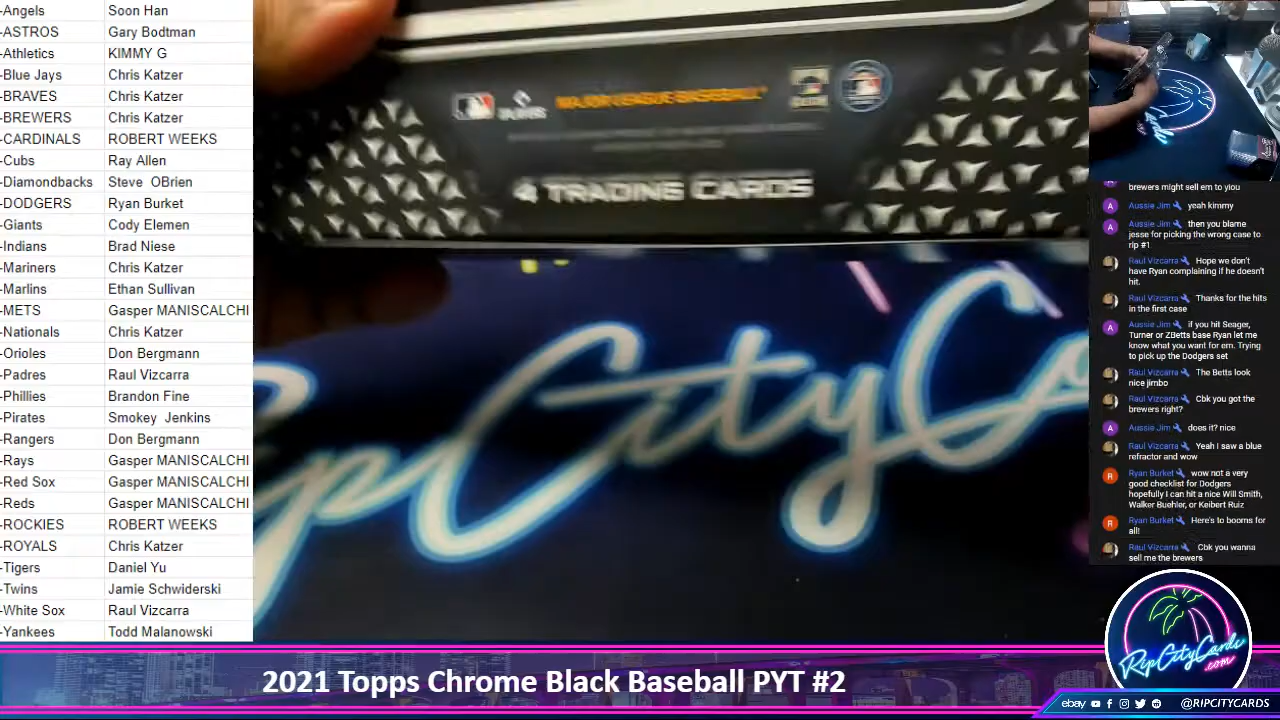 -Angels Soon Han
-ASTROS Gary Bodtman
-Athletics KIMMY G
-Blue Jays Chris Katzer
-BRAVES Chris Katzer
-BREWERS Chris Katzer
-CARDINALS ROBERT WEEKS
-Cubs Ray Allen
-Diamondbacks Steve OBrien
-DODGERS Ryan Burket
-Giants Cody Elemen
-Indians Brad Niese
-Mariners Chris Katzer
-Marlins Ethan Sullivan
-METS Gasper MANISCALCHI
-Nationals Chris Katzer
-Orioles Don Bergmann
-Padres Raul Vizcarra
-Phillies Brandon Fine
-Pirates Smokey Jenkins
-Rangers Don Bergmann
-Rays Gasper MANISCALCHI
-Red Sox Gasper MANISCALCHI
-Reds Gasper MANISCALCHI
-ROCKIES ROBERT WEEKS
-ROYALS Chris Katzer
-Tigers Daniel Yu
-Twins Jamie Schwiderski
-White Sox Raul Vizcarra
-Yankees Todd Malanowski
MAJOR LEAGUE BASEBALL
4 TRADING CARDS
ip City Ca
brewers might sell em to you
A Aussie Jim yeah kimmy
A Aussie Jim then you blame
jesse for picking the wrong case to
rip #1
Raul Vizcarra Hope we don't
have Ryan complaining if he doesn't
hit.
Raul Vizcarra Thanks for the hits
in the first case
A Aussie Jim if you hit Seager,
Turner or ZBetts base Ryan let me
know what you want for em. Trying
to pick up the Dodgers set
Raul Vizcarra The Betts look
nice jimbo
Raul Vizcarra Cbk you got the
brewers right?
A Aussie Jim does it? nice
Raul Vizcarra Yeah I saw a blue
refractor and wow
R Ryan Burket wow not a very
good checklist for Dodgers
hopefully I can hit a nice Will Smith,
Walker Buehler, or Keibert Ruiz
R Ryan Burket Here's to booms for
all!
Raul Vizcarra Cbk you wanna
sell me the brewers
RipCityCards
.com
2021 Topps Chrome Black Baseball PYT #2
ebay @RIPCITYCARDS